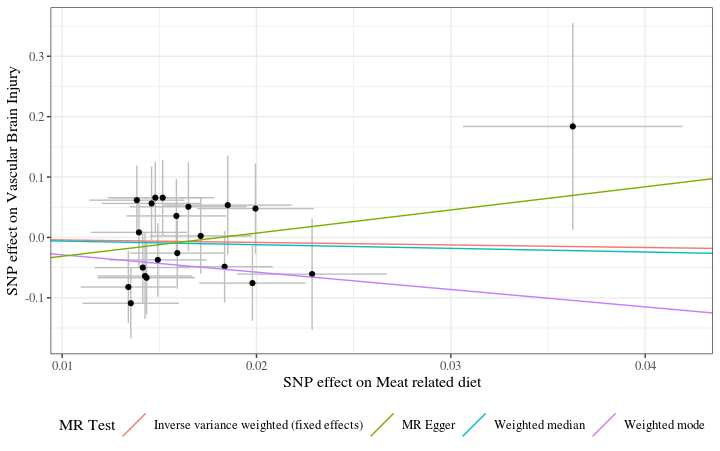 SNP effect on Vascular Brain Injury
0.3
0.2
0.1
0.0
-0.1
0.01
0.02
0.03
0.04
SNP effect on Meat related diet
MR Test
Inverse variance weighted (fixed effects)
MR Egger
Weighted median
Weighted mode